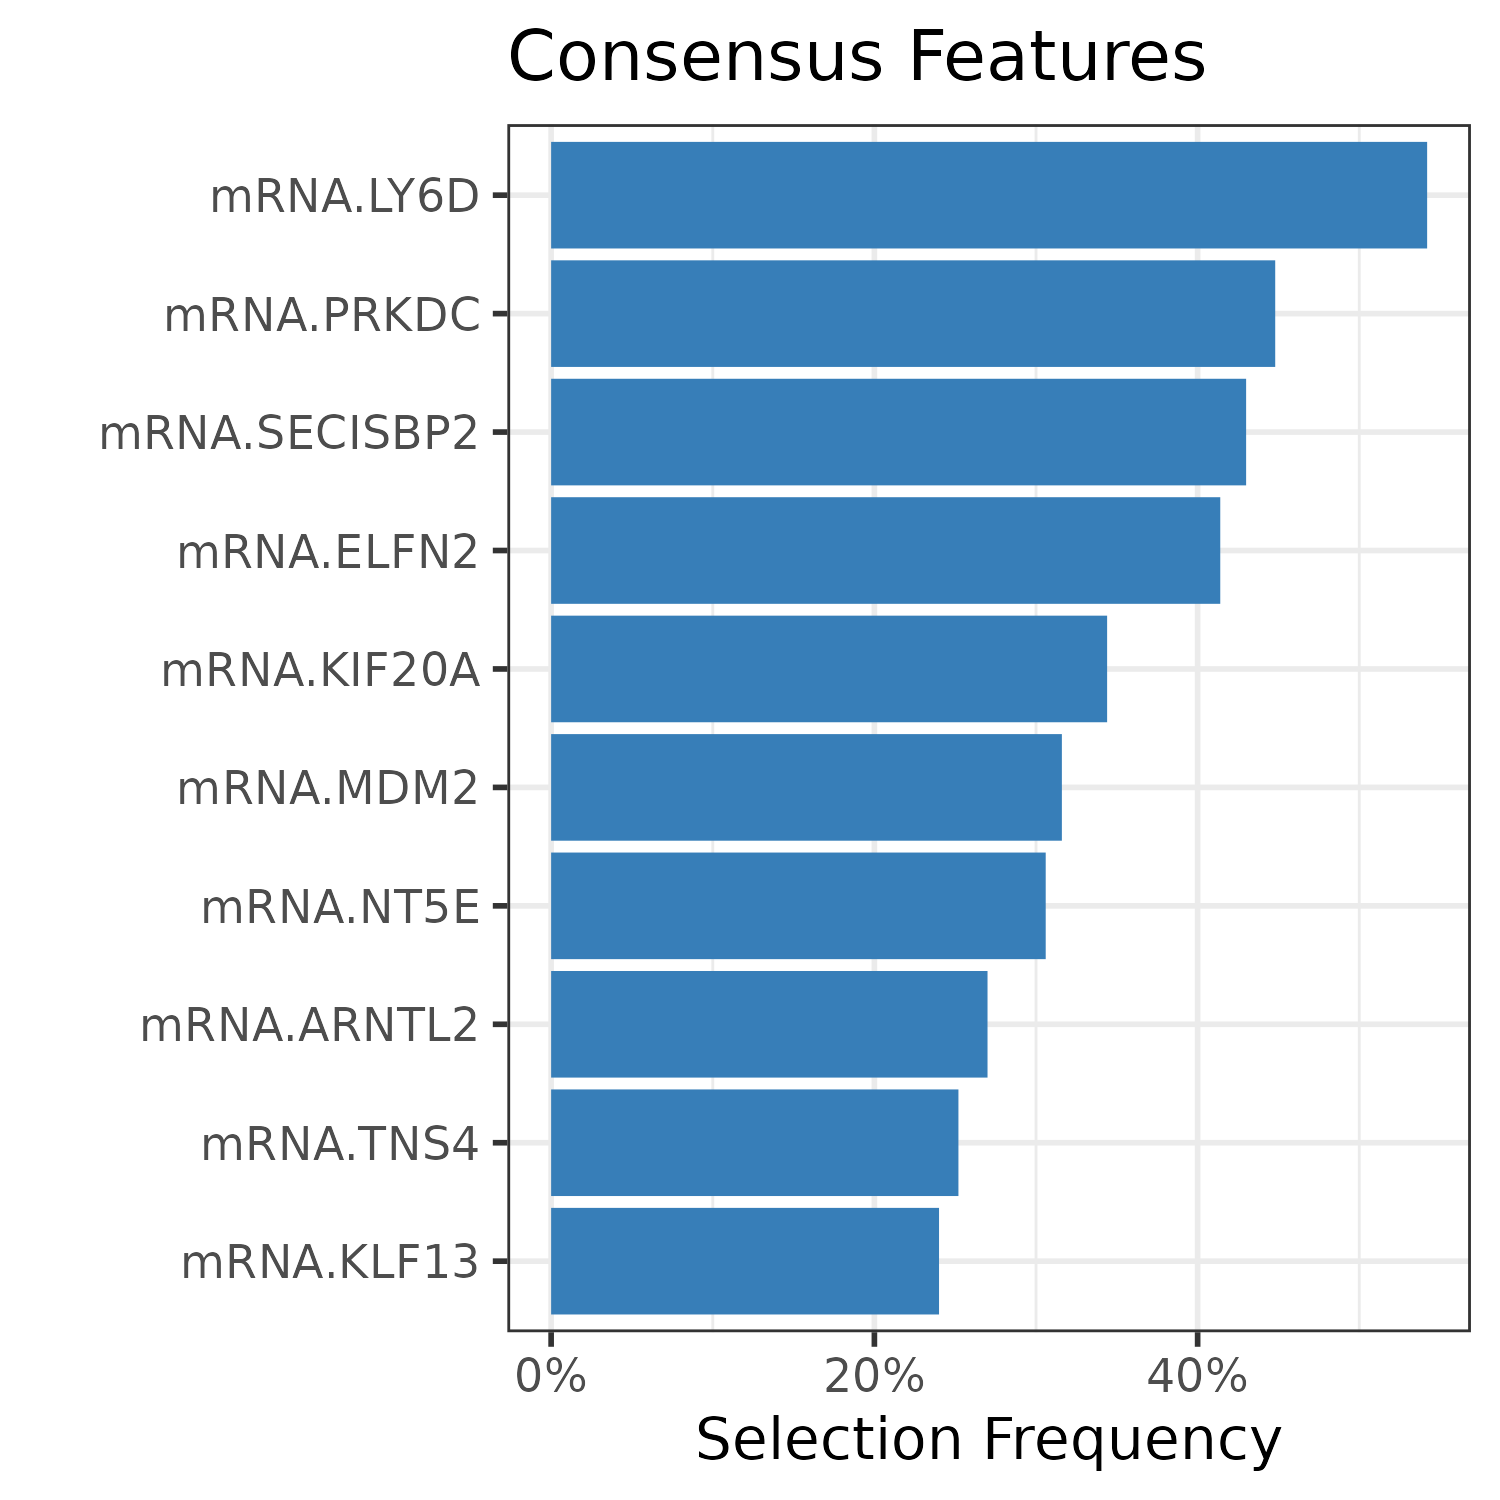 Consensus Features
mRNA.LY6D
mRNA.PRKDC
mRNA.SECISBP2
mRNA.ELFN2
mRNA.KIF20A
mRNA.MDM2
mRNA.NT5E
mRNA.ARNTL2
mRNA.TNS4
mRNA.KLF13
0% 20% 40%
Selection Frequency